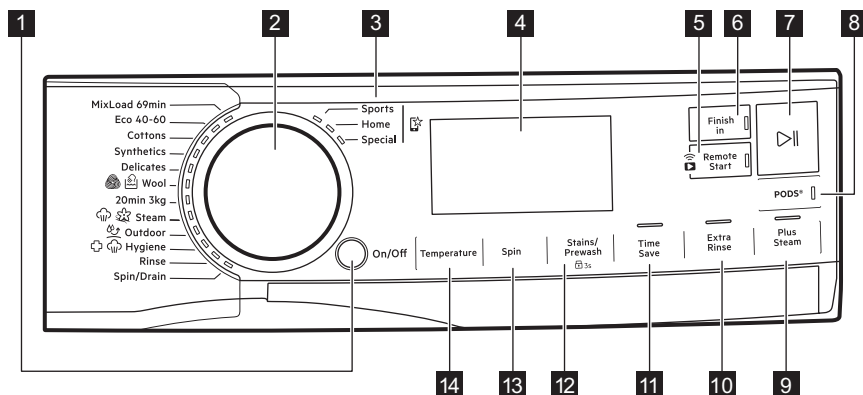 1
2
3
4
5
6
7
8
MixLoad 69min
Eco 40-60
Cottons
Synthetics
Delicates
Wool
20min 3kg
Steam
Outdoor
Hygiene
Rinse
Spin/Drain
Sports
Home
Special
On/Off
Temperature
Spin
Stains/
Prewash
3s
Time
Save
Extra
Rinse
Plus
Steam
Finish
in
Remote
Start
PODS®
14
13
12
11
10
9